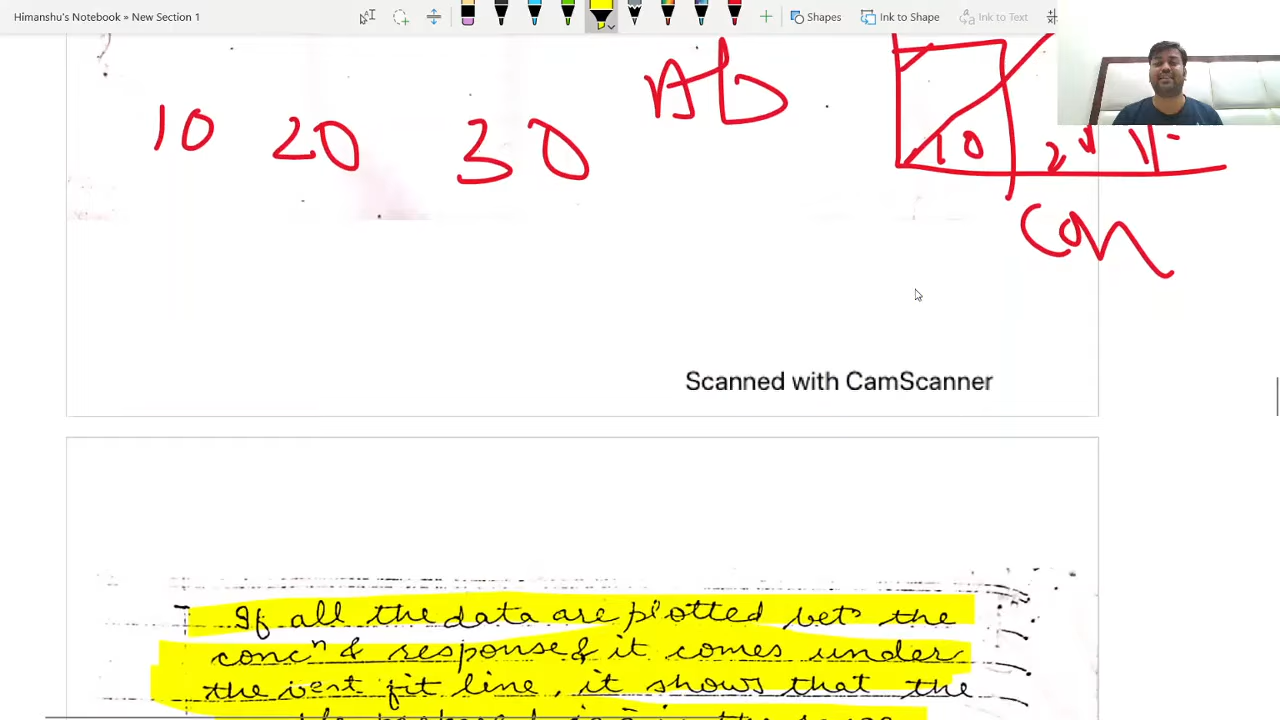 Himanshu's Notebook » New Section 1
Shapes
Ink to Shape
Ink to Text
Ab
10 20 30
10
Con
Scanned with CamScanner
If all the data are plotted betn the
concn & response & it comes under
the best fit line, it shows that the